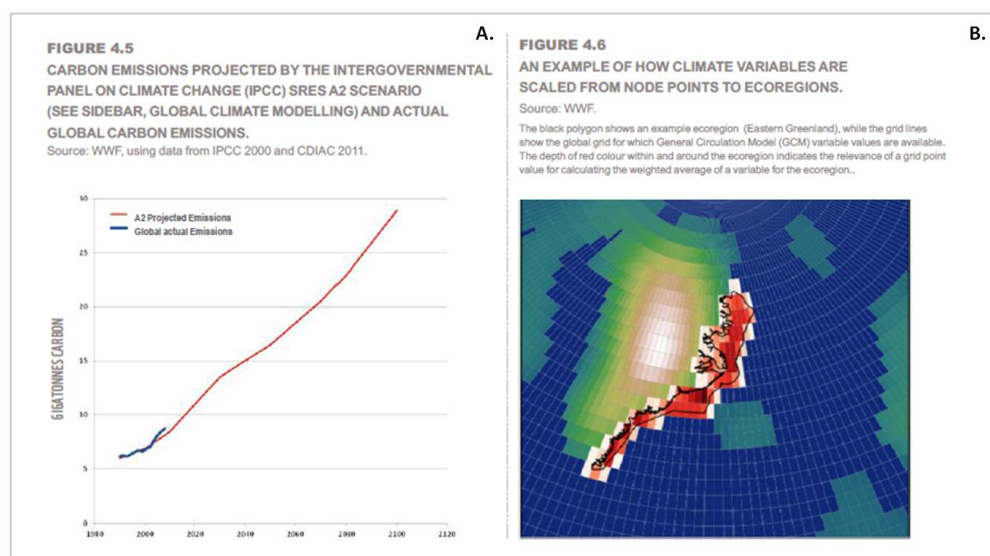 A.
FIGURE 4.5
CARBON EMISSIONS PROJECTED BY THE INTERGOVERNMENTAL
PANEL ON CLIMATE CHANGE (IPCC) SRES A2 SCENARIO
(SEE SIDEBAR, GLOBAL CLIMATE MODELLING) AND ACTUAL
GLOBAL CARBON EMISSIONS.
Source: WWF, using data from IPCC 2000 and CDIAC 2011.
30
A2 Projected Emissions
Global actual Emissions
25
20
15
10
5
0
GIGATONNES CARBON
1980 2000 2020 2040 2060 2080 2100 2120
B.
FIGURE 4.6
AN EXAMPLE OF HOW CLIMATE VARIABLES ARE
SCALED FROM NODE POINTS TO ECOREGIONS.
Source: WWF.
The black polygon shows an example ecoregion (Eastern Greenland), while the grid lines
show the global grid for which General Circulation Model (GCM) variable values are available.
The depth of red colour within and around the ecoregion indicates the relevance of a grid point
value for calculating the weighted average of a variable for the ecoregion..